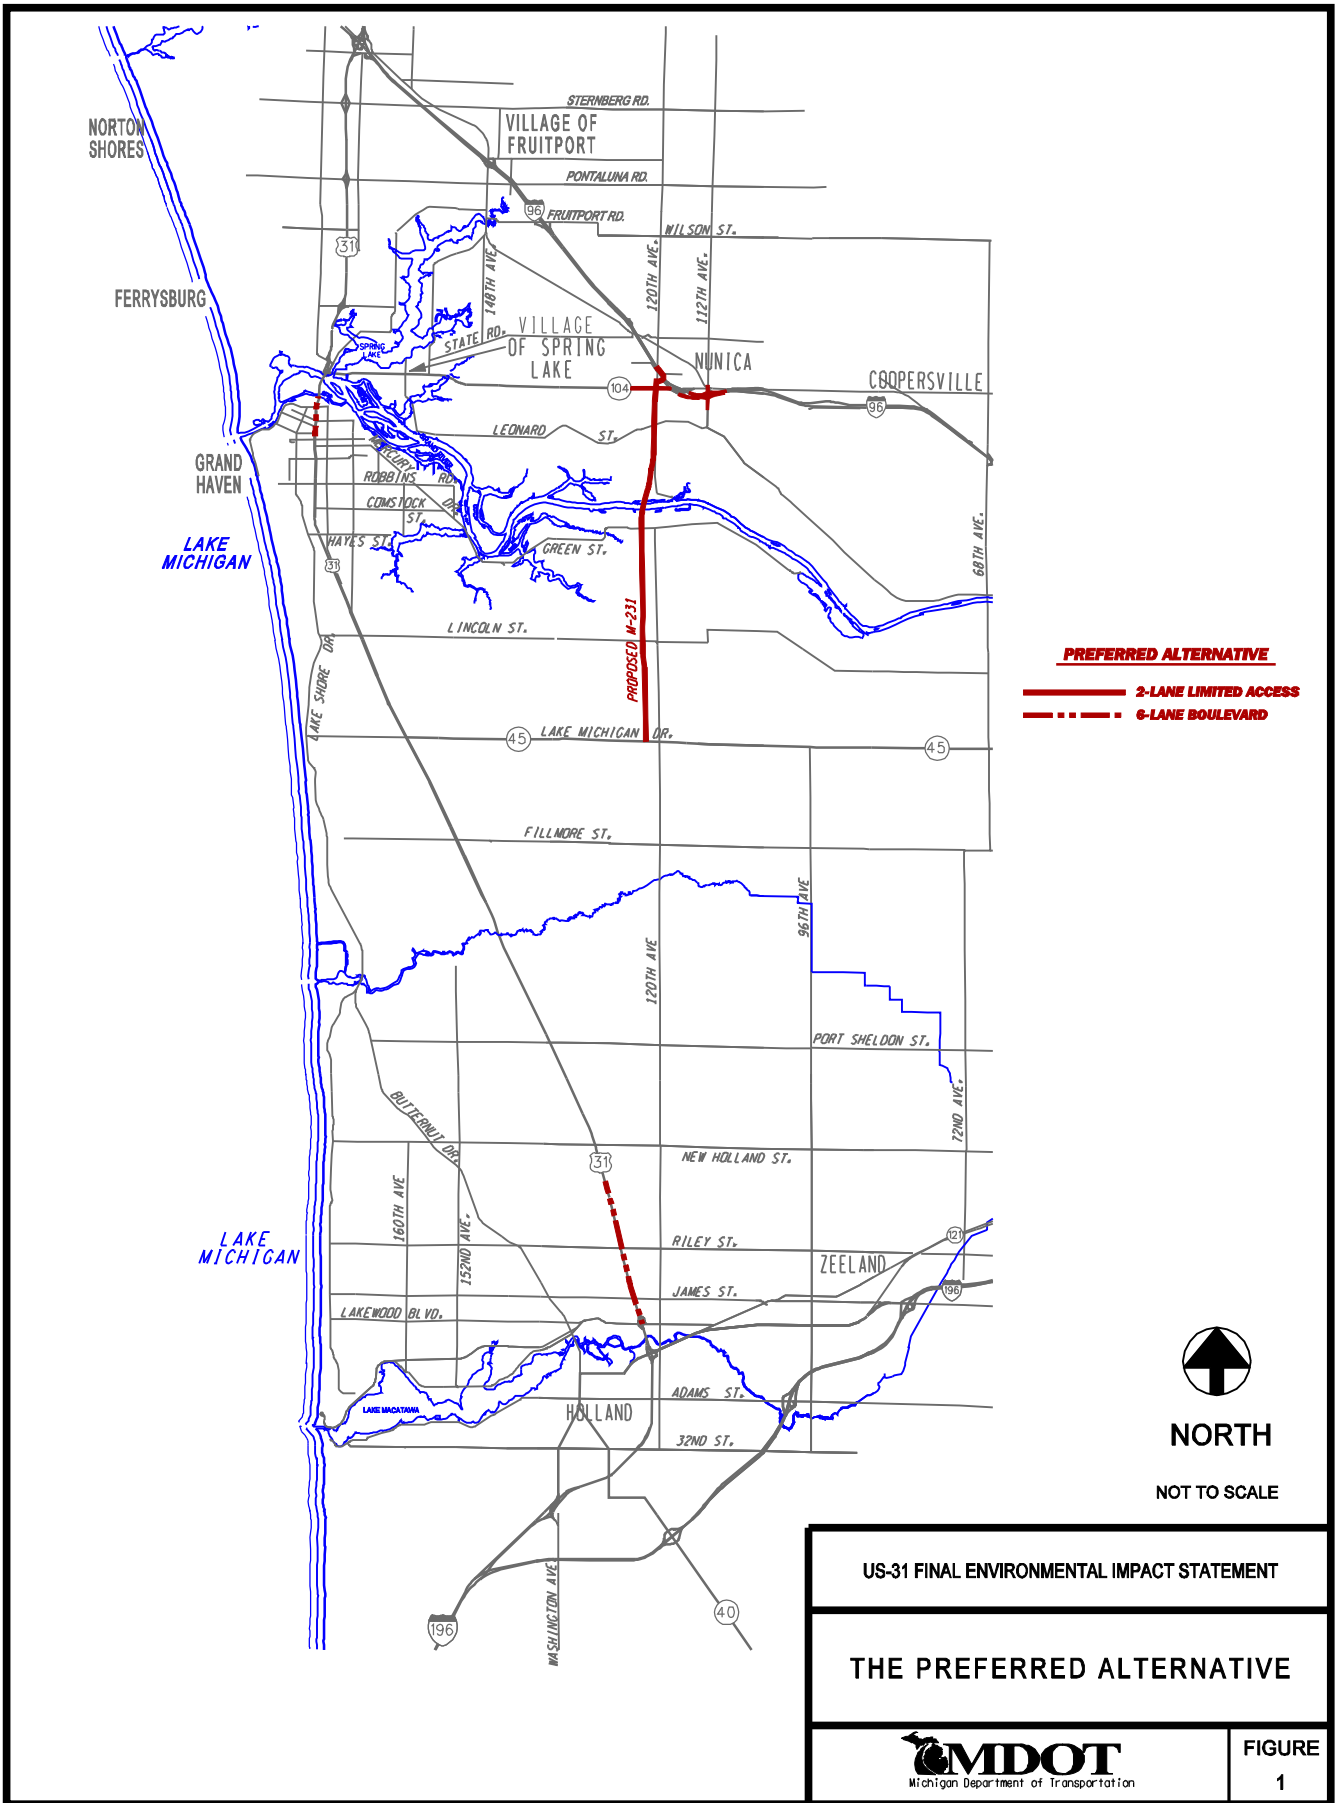 STERNBERG RD.
VILLAGE OF
FRUITPORT
NORTON
SHORES
PONTALUNA RD.
96
FRUITPORT RD.
WILSON ST.
31
148TH AVE.
120TH AVE.
112TH AVE.
FERRYSBURG
SPRING
LAKE
STATE RD.
VILLAGE
OF SPRING
LAKE
NUNICA
104
COOPERSVILLE
96
LEONARD ST.
GRAND
HAVEN
MERCURY DR.
ROBBINS RD.
GRAND RIVER
COMSTOCK
ST.
HAYES ST.
31
GREEN ST.
68TH AVE.
LAKE
MICHIGAN
LINCOLN ST.
PROPOSED M-231
LAKE SHORE DR.
PREFERRED ALTERNATIVE
2-LANE LIMITED ACCESS
6-LANE BOULEVARD
45
LAKE MICHIGAN DR.
45
FILLMORE ST.
96TH AVE
120TH AVE
PORT SHELDON ST.
BUTTERNUT DR.
72ND AVE.
NEW HOLLAND ST.
31
160TH AVE
152ND AVE.
LAKE
MICHIGAN
RILEY ST.
121
ZEELAND
196
JAMES ST.
LAKEWOOD BLVD.
ADAMS ST.
LAKE MACATAWA
HOLLAND
32ND ST.
NORTH
NOT TO SCALE
WASHINGTON AVE.
196
40
US-31 FINAL ENVIRONMENTAL IMPACT STATEMENT
THE PREFERRED ALTERNATIVE
MDOT
Michigan Department of Transportation
FIGURE
1